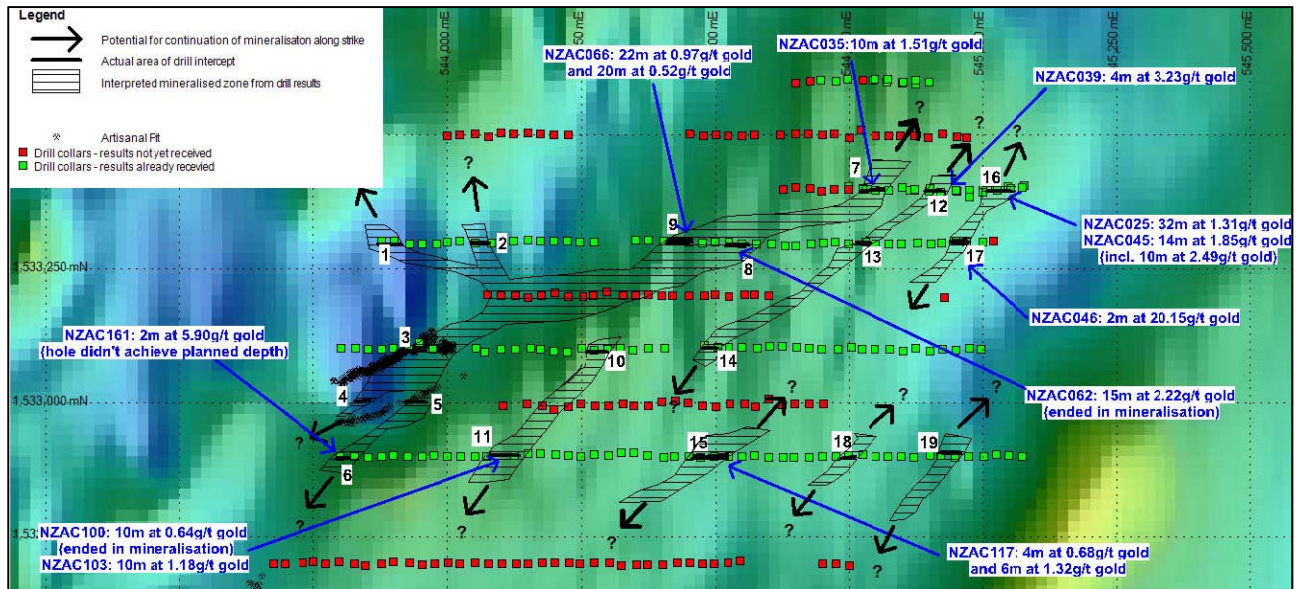 Legend
Potential for continuation of mineralisaton along strike
Actual area of drill intercept
Interpreted mineralised zone from drill results
Artisanal Pit
Drill collars - results not yet received
Drill collars - results already recevied
544,000 mE
545,250 mE
545,500 mE
NZAC066: 22m at 0.97g/t gold
and 20m at 0.52g/t gold
NZAC035:10m at 1.51g/t gold
NZAC039: 4m at 3.23g/t gold
?
?
?
?
?
7
16
12
1
2
9
8
13
17
NZAC025: 32m at 1.31g/t gold
NZAC045: 14m at 1.85g/t gold
(incl. 10m at 2.49g/t gold)
1,533,250 mN
?
NZAC161: 2m at 5.90g/t gold
(hole didn't achieve planned depth)
NZAC046: 2m at 20.15g/t gold
3
10
14
4
5
1,533,000 mN
?
?
?
?
?
NZAC062: 15m at 2.22g/t gold
(ended in mineralisation)
6
11
15
18
19
?
?
?
?
?
NZAC100: 10m at 0.64g/t gold
(ended in mineralisation)
NZAC103: 10m at 1.18g/t gold
NZAC117: 4m at 0.68g/t gold
and 6m at 1.32g/t gold